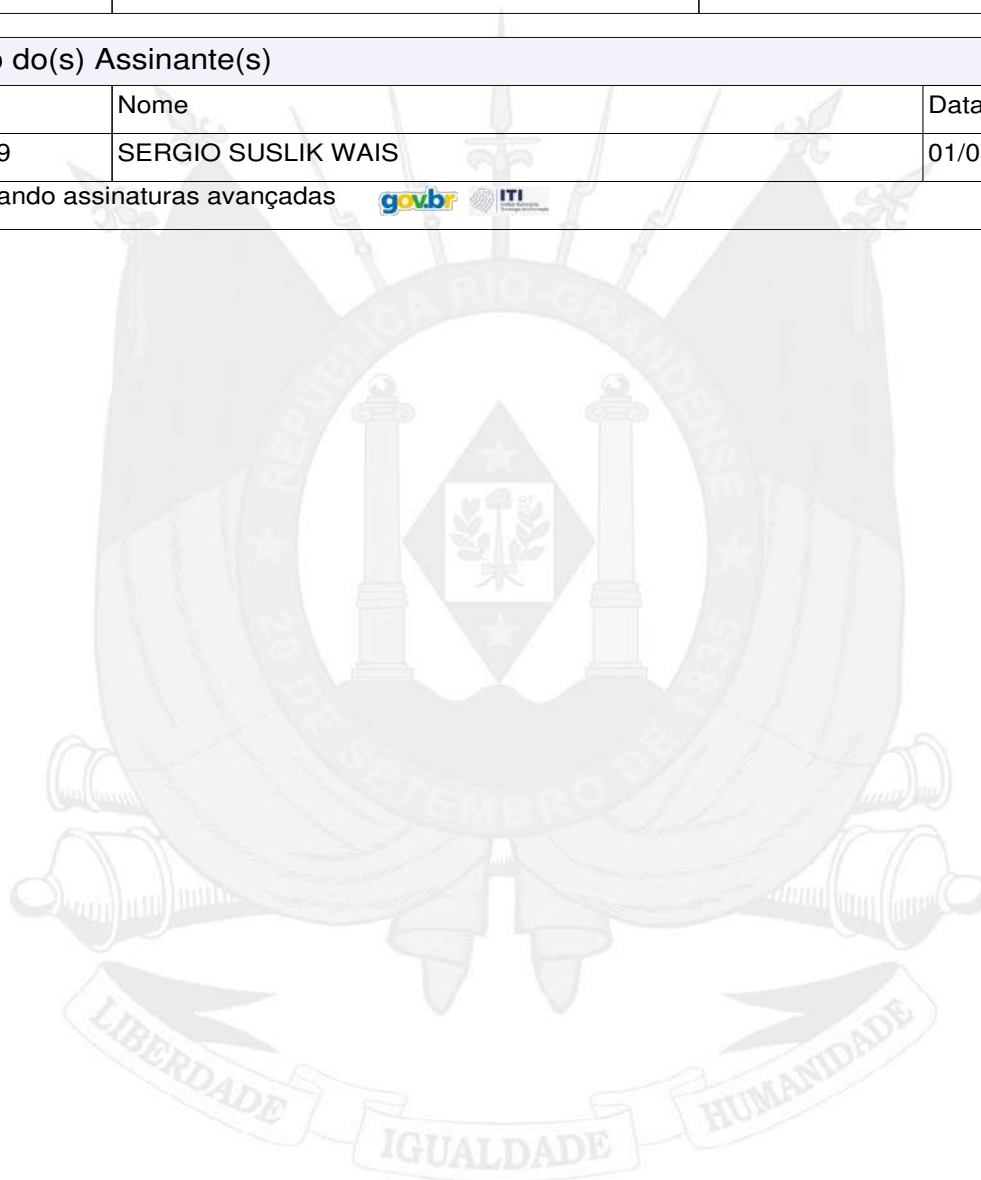 o do(s) Assinante(s)
Nome Data
9 SERGIO SUSLIK WAIS 01/0
ando assinaturas avançadas gov.br ITI
REPÚBLICA RIO-GRANDENSE
20 DE SETEMBRO DE 1835
LIBERDADE IGUALDADE HUMANIDADE